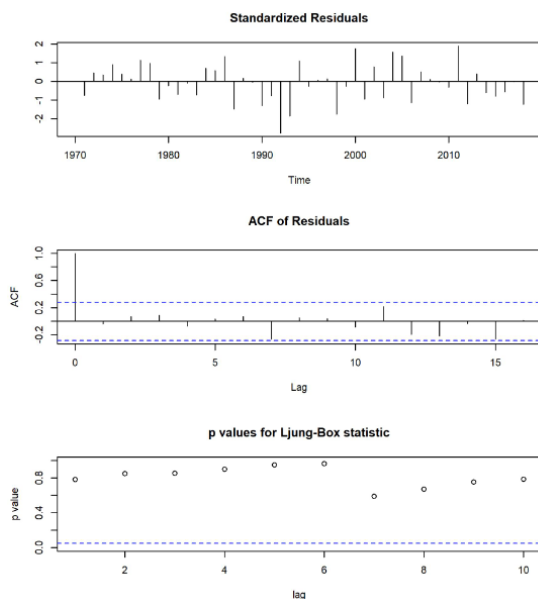 Standardized Residuals
2
1
0
-1
-2
1970 1980 1990 2000 2010
Time
ACF of Residuals
ACF
1.0
0.6
0.2
-0.2
0 5 10 15
Lag
p values for Ljung-Box statistic
p value
0.8
0.4
0.0
2 4 6 8 10
lag